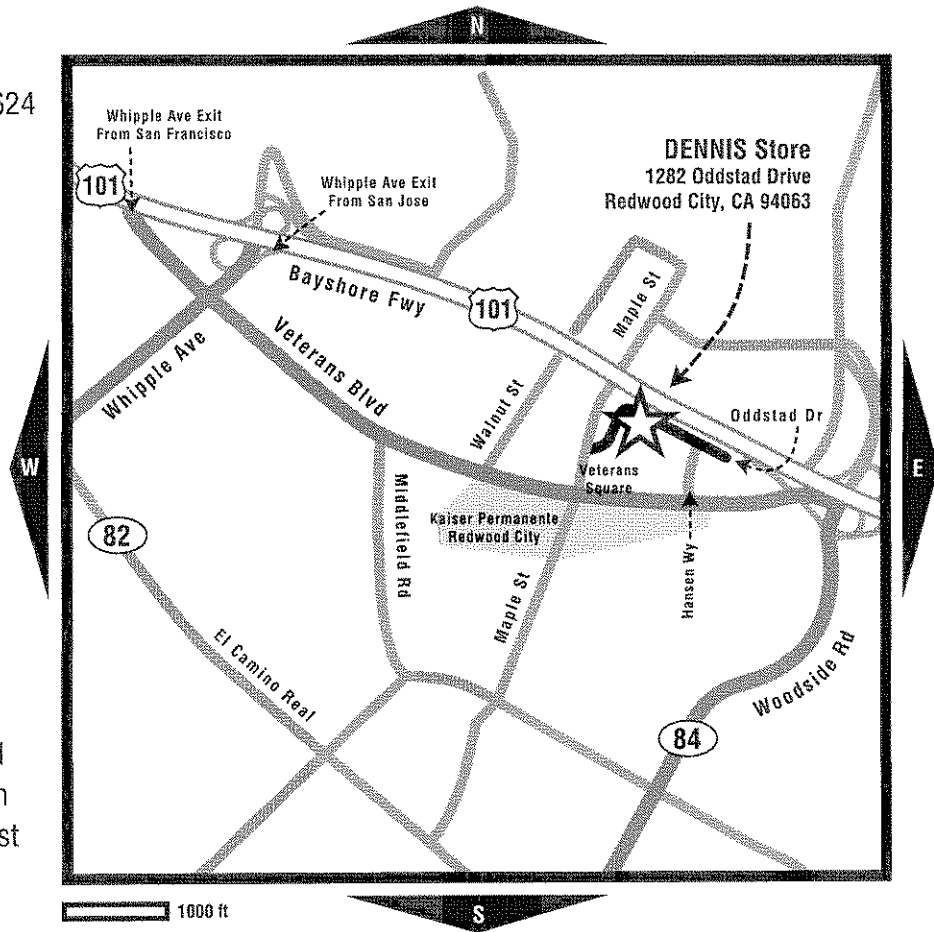 N
624
Whipple Ave Exit
From San Francisco
101
Whipple Ave Exit
From San Jose
DENNIS Store
1282 Oddstad Drive
Redwood City, CA 94063
Bayshore Fwy
101
Maple St
Whipple Ave
Veterans Blvd
Walnut St
Oddstad Dr
Veterans
Square
W
E
82
Middlefield Rd
Kaiser Permanente
Redwood City
Hansen Wy
Maple St
El Camino Real
Woodside Rd
84
st
1000 ft
S